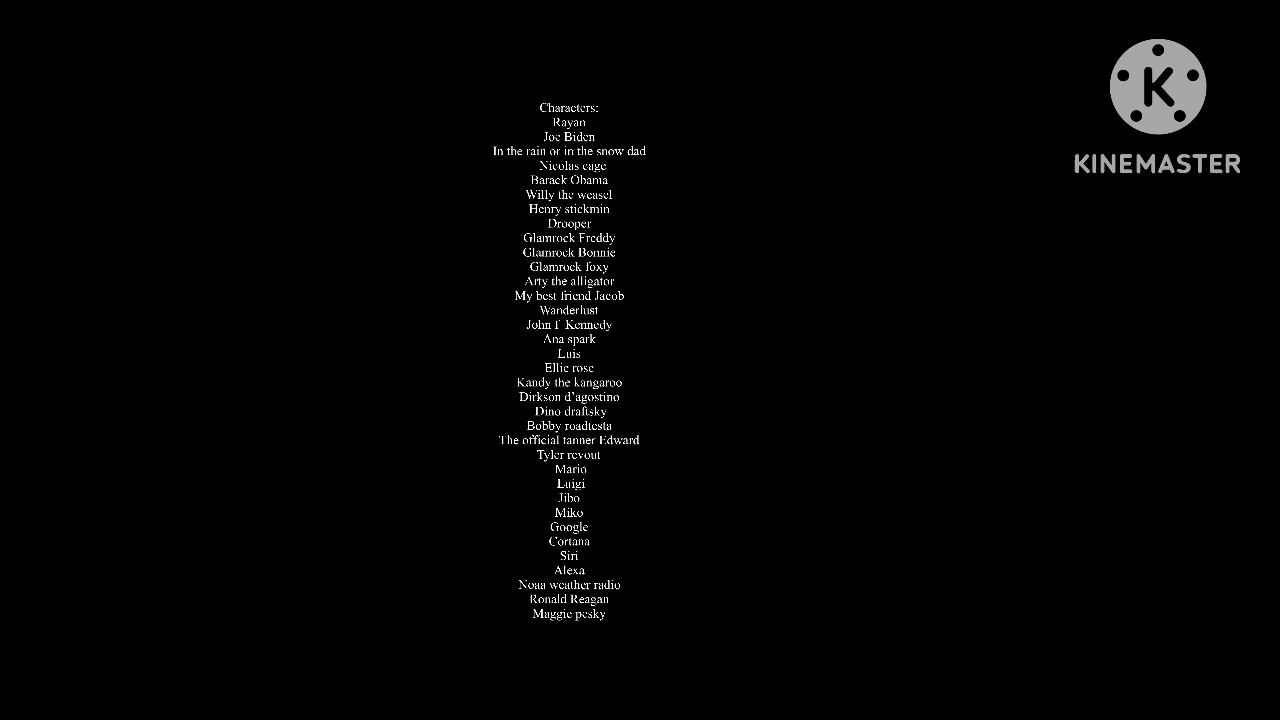 Characters:
Rayan
Joe Biden
In the rain or in the snow dad
Nicolas cage
Barack Obama
Willy the weasel
Henry stickmin
Drooper
Glamrock Freddy
Glamrock Bonnie
Glamrock foxy
Arty the alligator
My best friend Jacob
Wanderlust
John f Kennedy
Ana spark
Luis
Ellie rose
Kandy the kangaroo
Dirkson d’agostino
Dino draftsky
Bobby roadtesta
The official tanner Edward
Tyler revout
Mario
Luigi
Jibo
Miko
Google
Cortana
Siri
Alexa
Noaa weather radio
Ronald Reagan
Maggie pesky
K
KINEMASTER